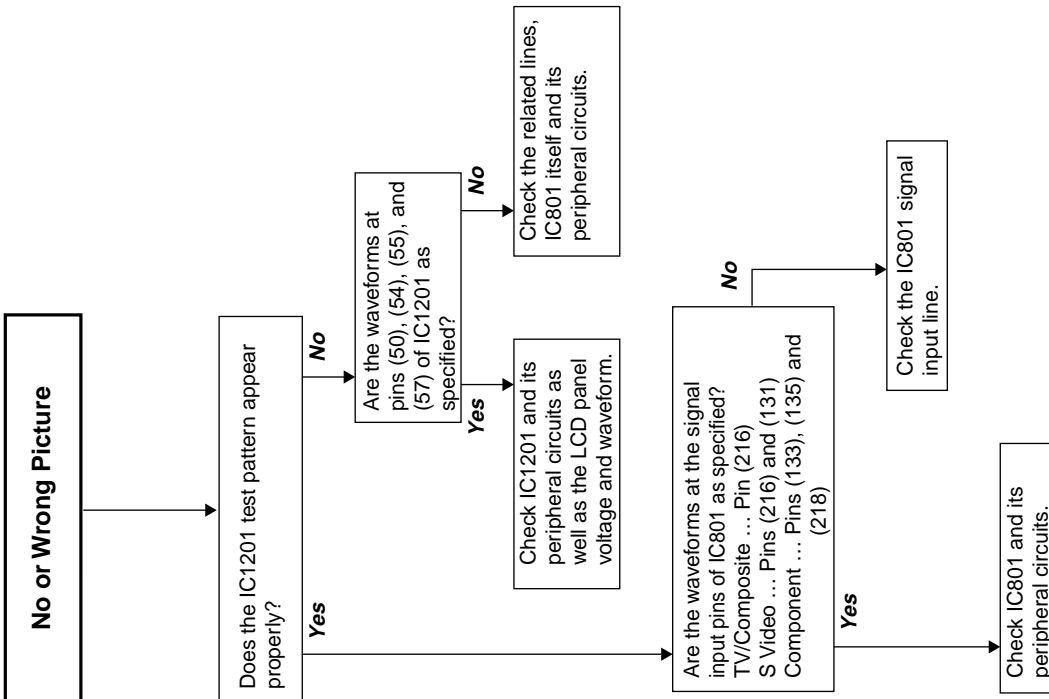 No or Wrong Picture
Does the IC1201 test pattern appear
properly?
Yes
No
Are the waveforms at
pins (50), (54), (55), and
(57) of IC1201 as
specified?
Yes
No
Check IC1201 and its
peripheral circuits as
well as the LCD panel
voltage and waveform.
Check the related lines,
IC801 itself and its
peripheral circuits.
Are the waveforms at the signal
input pins of IC801 as specified?
TV/Composite … Pin (216)
S Video … Pins (216) and (131)
Component … Pins (133), (135) and
(218)
Yes
No
Check the IC801 signal
input line.
Check IC801 and its
peripheral circuits.